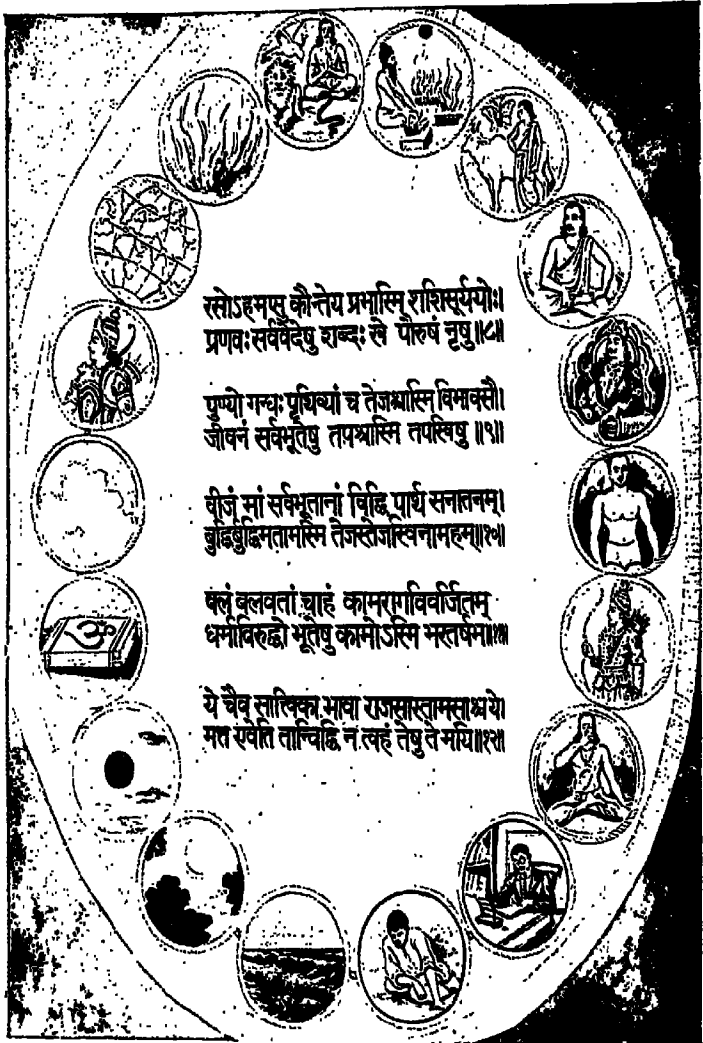 रसोऽहमप्सु कौन्तेय प्रभास्मि शशिसूर्ययोः।
प्रणवः सर्ववेदेषु शब्दः खे पौरुषं नृषु॥८॥
पुण्यो गन्धः पृथिव्यां च तेजश्चास्मि विभावसौ।
जीवनं सर्वभूतेषु तपश्चास्मि तपस्विषु॥९॥
वीजं मां सर्वभूतानां विद्धि पार्थ सनातनम्।
बुद्धिर्बुद्धिमतामस्मि तेजस्तेजस्विनामहम्॥१०॥
बलं बलवतां चाहं कामरागविवर्जितम्
धर्माविरुद्धो भूतेषु कामोऽस्मि भरतर्षभ॥११॥
ये चैव सात्त्विका भावा राजसास्तामसाश्च ये।
मत्त एवेति तान्विद्धि न त्वहं तेषु ते मयि॥१२॥
ॐ